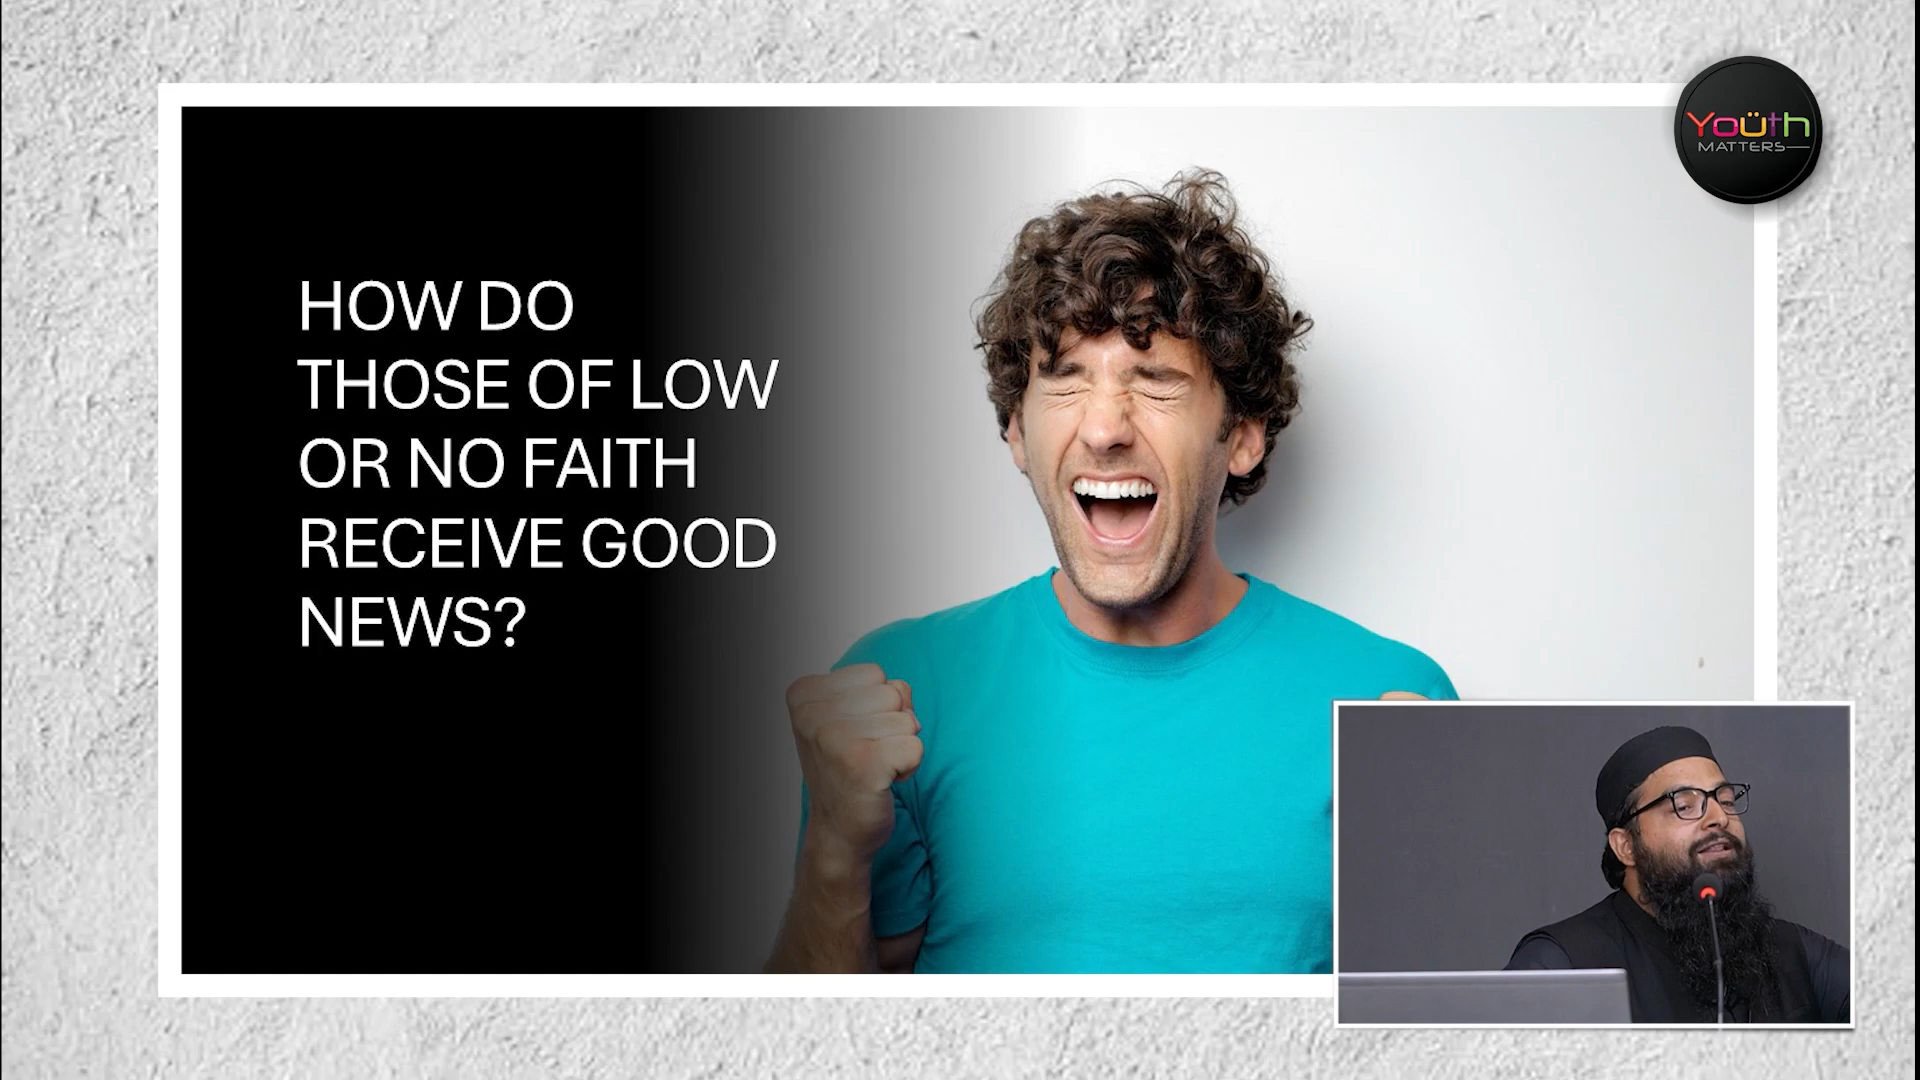 HOW DO
THOSE OF LOW
OR NO FAITH
RECEIVE GOOD
NEWS?
Yoüth
MATTERS